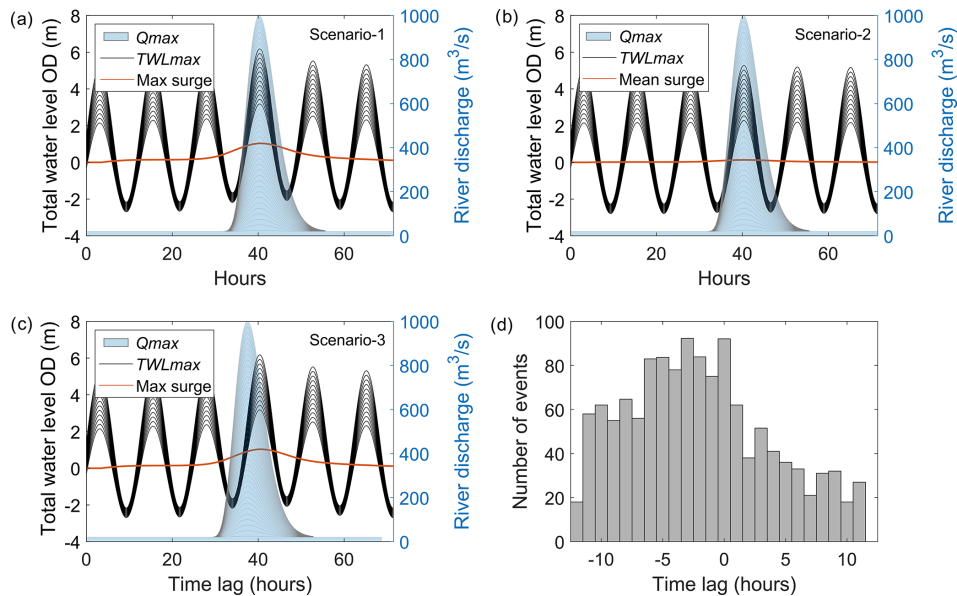 (a)
Total water level OD (m)
8
6
4
2
0
-2
-4
Qmax
TWLmax
Max surge
Scenario-1
1000
800
600
400
200
0
River discharge (m³/s)
0 20 40 60
Hours
(b)
Total water level OD (m)
8
6
4
2
0
-2
-4
Qmax
TWLmax
Mean surge
Scenario-2
1000
800
600
400
200
0
River discharge (m³/s)
0 20 40 60
Hours
(c)
Total water level OD (m)
8
6
4
2
0
-2
-4
Qmax
TWLmax
Max surge
Scenario-3
1000
800
600
400
200
0
River discharge (m³/s)
0 20 40 60
Time lag (hours)
(d)
Number of events
100
80
60
40
20
0
-10 -5 0 5 10
Time lag (hours)